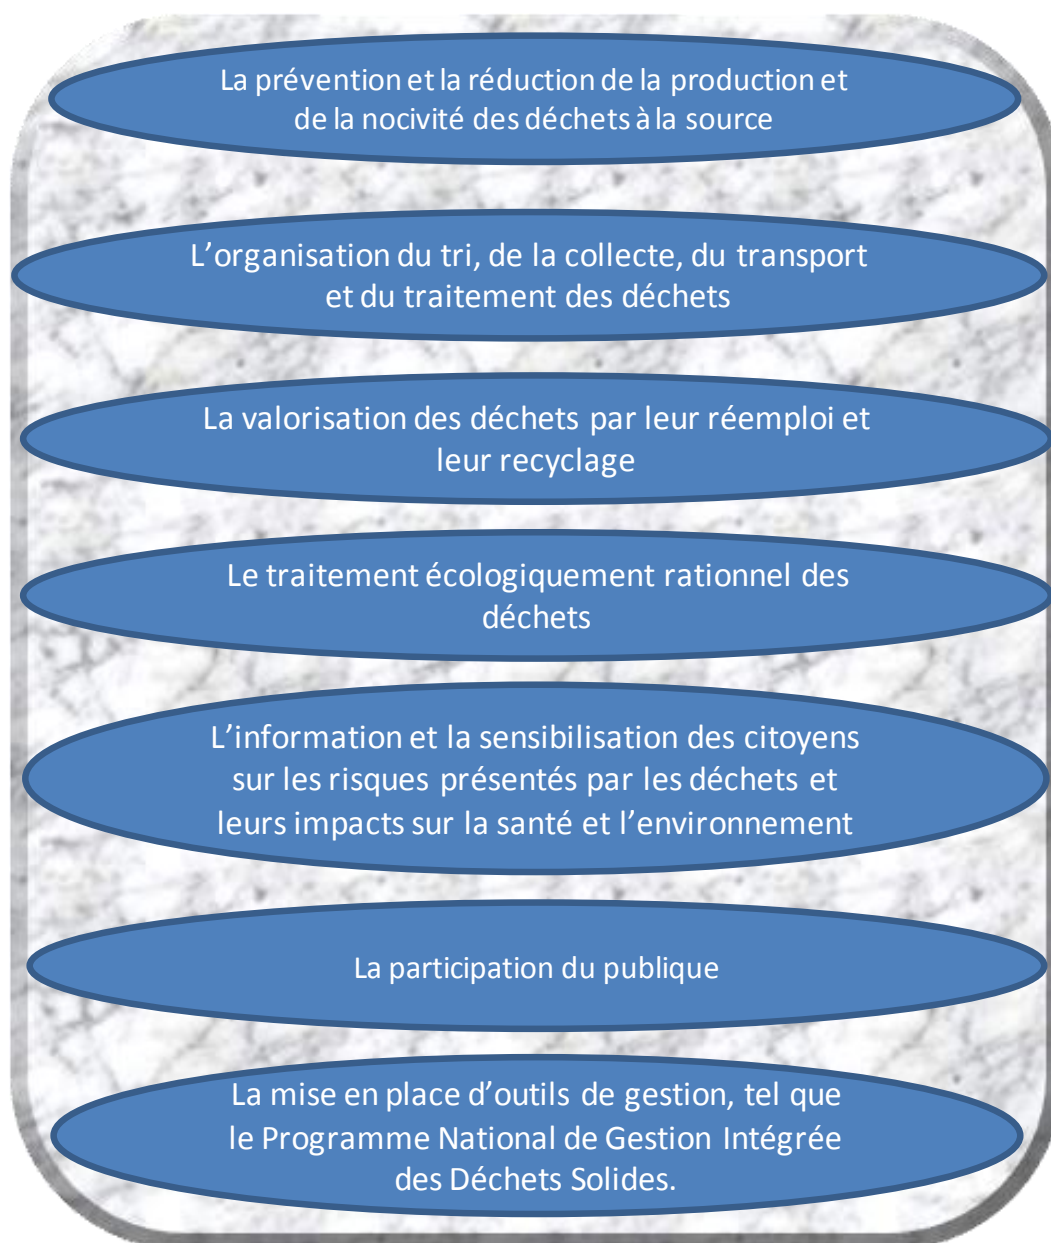 La prévention et la réduction de la production et
de la nocivité des déchets à la source
L’organisation du tri, de la collecte, du transport
et du traitement des déchets
La valorisation des déchets par leur réemploi et
leur recyclage
Le traitement écologiquement rationnel des
déchets
L’information et la sensibilisation des citoyens
sur les risques présentés par les déchets et
leurs impacts sur la santé et l’environnement
La participation du publique
La mise en place d’outils de gestion, tel que
le Programme National de Gestion Intégrée
des Déchets Solides.